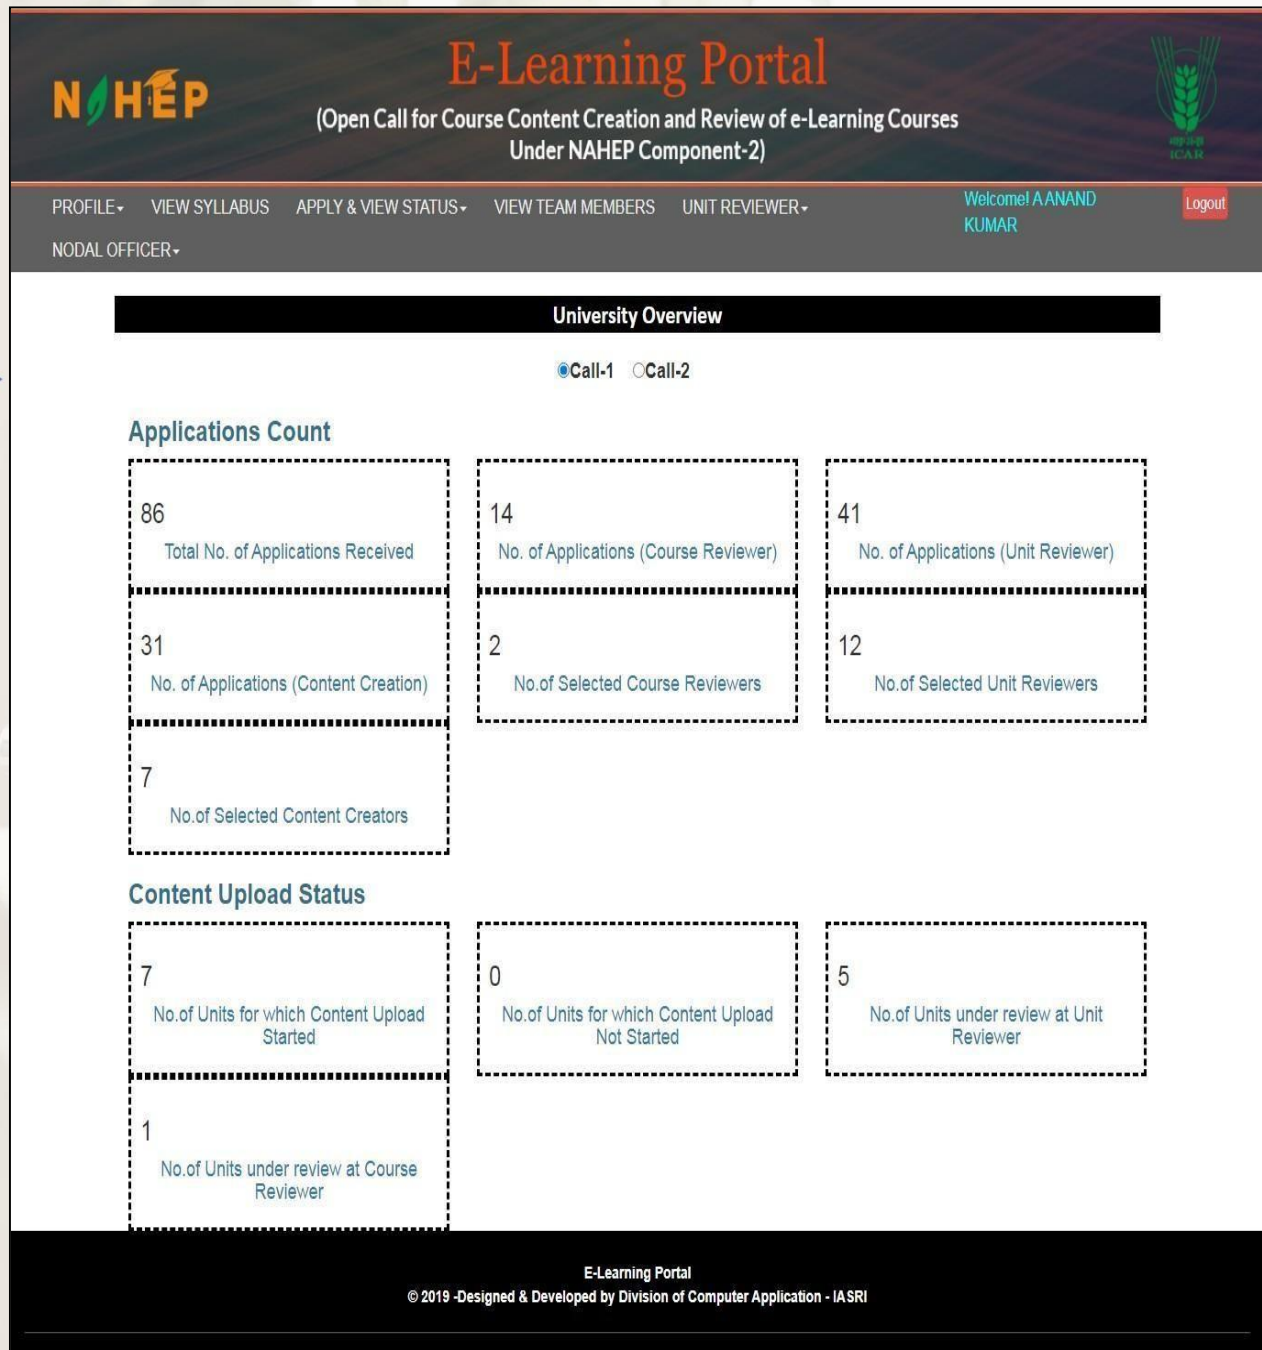 NAHEP
E-Learning Portal
(Open Call for Course Content Creation and Review of e-Learning Courses
Under NAHEP Component-2)
ICAR
PROFILE VIEW SYLLABUS APPLY & VIEW STATUS VIEW TEAM MEMBERS UNIT REVIEWER
NODAL OFFICER
Welcome! A ANAND
KUMAR
Logout
University Overview
Call-1 Call-2
Applications Count
86
Total No. of Applications Received
14
No. of Applications (Course Reviewer)
41
No. of Applications (Unit Reviewer)
31
No. of Applications (Content Creation)
2
No.of Selected Course Reviewers
12
No.of Selected Unit Reviewers
7
No.of Selected Content Creators
Content Upload Status
7
No.of Units for which Content Upload
Started
0
No.of Units for which Content Upload
Not Started
5
No.of Units under review at Unit
Reviewer
1
No.of Units under review at Course
Reviewer
E-Learning Portal
© 2019 -Designed & Developed by Division of Computer Application - IASRI